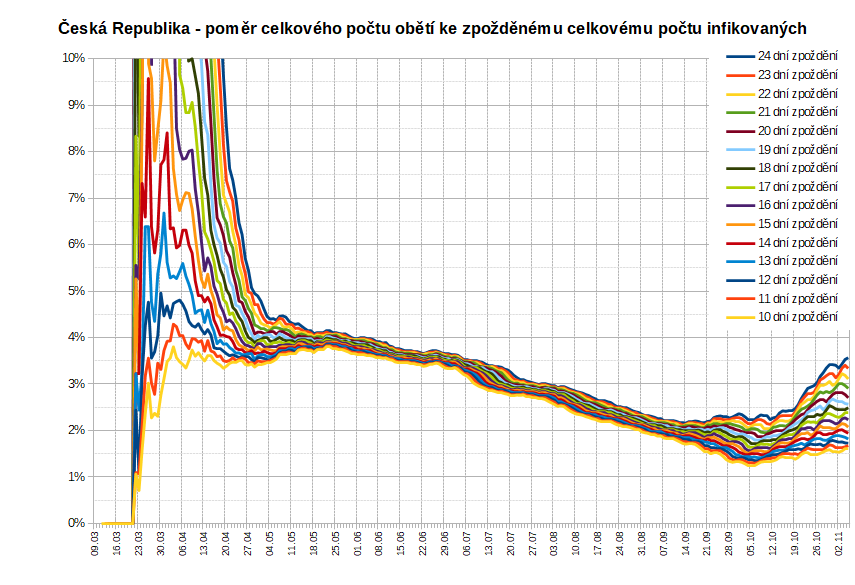 Česká Republika - poměr celkového počtu obětí ke zpožděnému celkovému počtu infikovaných
10%
9%
8%
7%
6%
5%
4%
3%
2%
1%
0%
24 dní zpoždění
23 dní zpoždění
22 dní zpoždění
21 dní zpoždění
20 dní zpoždění
19 dní zpoždění
18 dní zpoždění
17 dní zpoždění
16 dní zpoždění
15 dní zpoždění
14 dní zpoždění
13 dní zpoždění
12 dní zpoždění
11 dní zpoždění
10 dní zpoždění
09.03
16.03
23.03
30.03
06.04
13.04
20.04
27.04
04.05
11.05
18.05
25.05
01.06
08.06
15.06
22.06
29.06
06.07
13.07
20.07
27.07
03.08
10.08
17.08
24.08
31.08
07.09
14.09
21.09
28.09
05.10
12.10
19.10
26.10
02.11